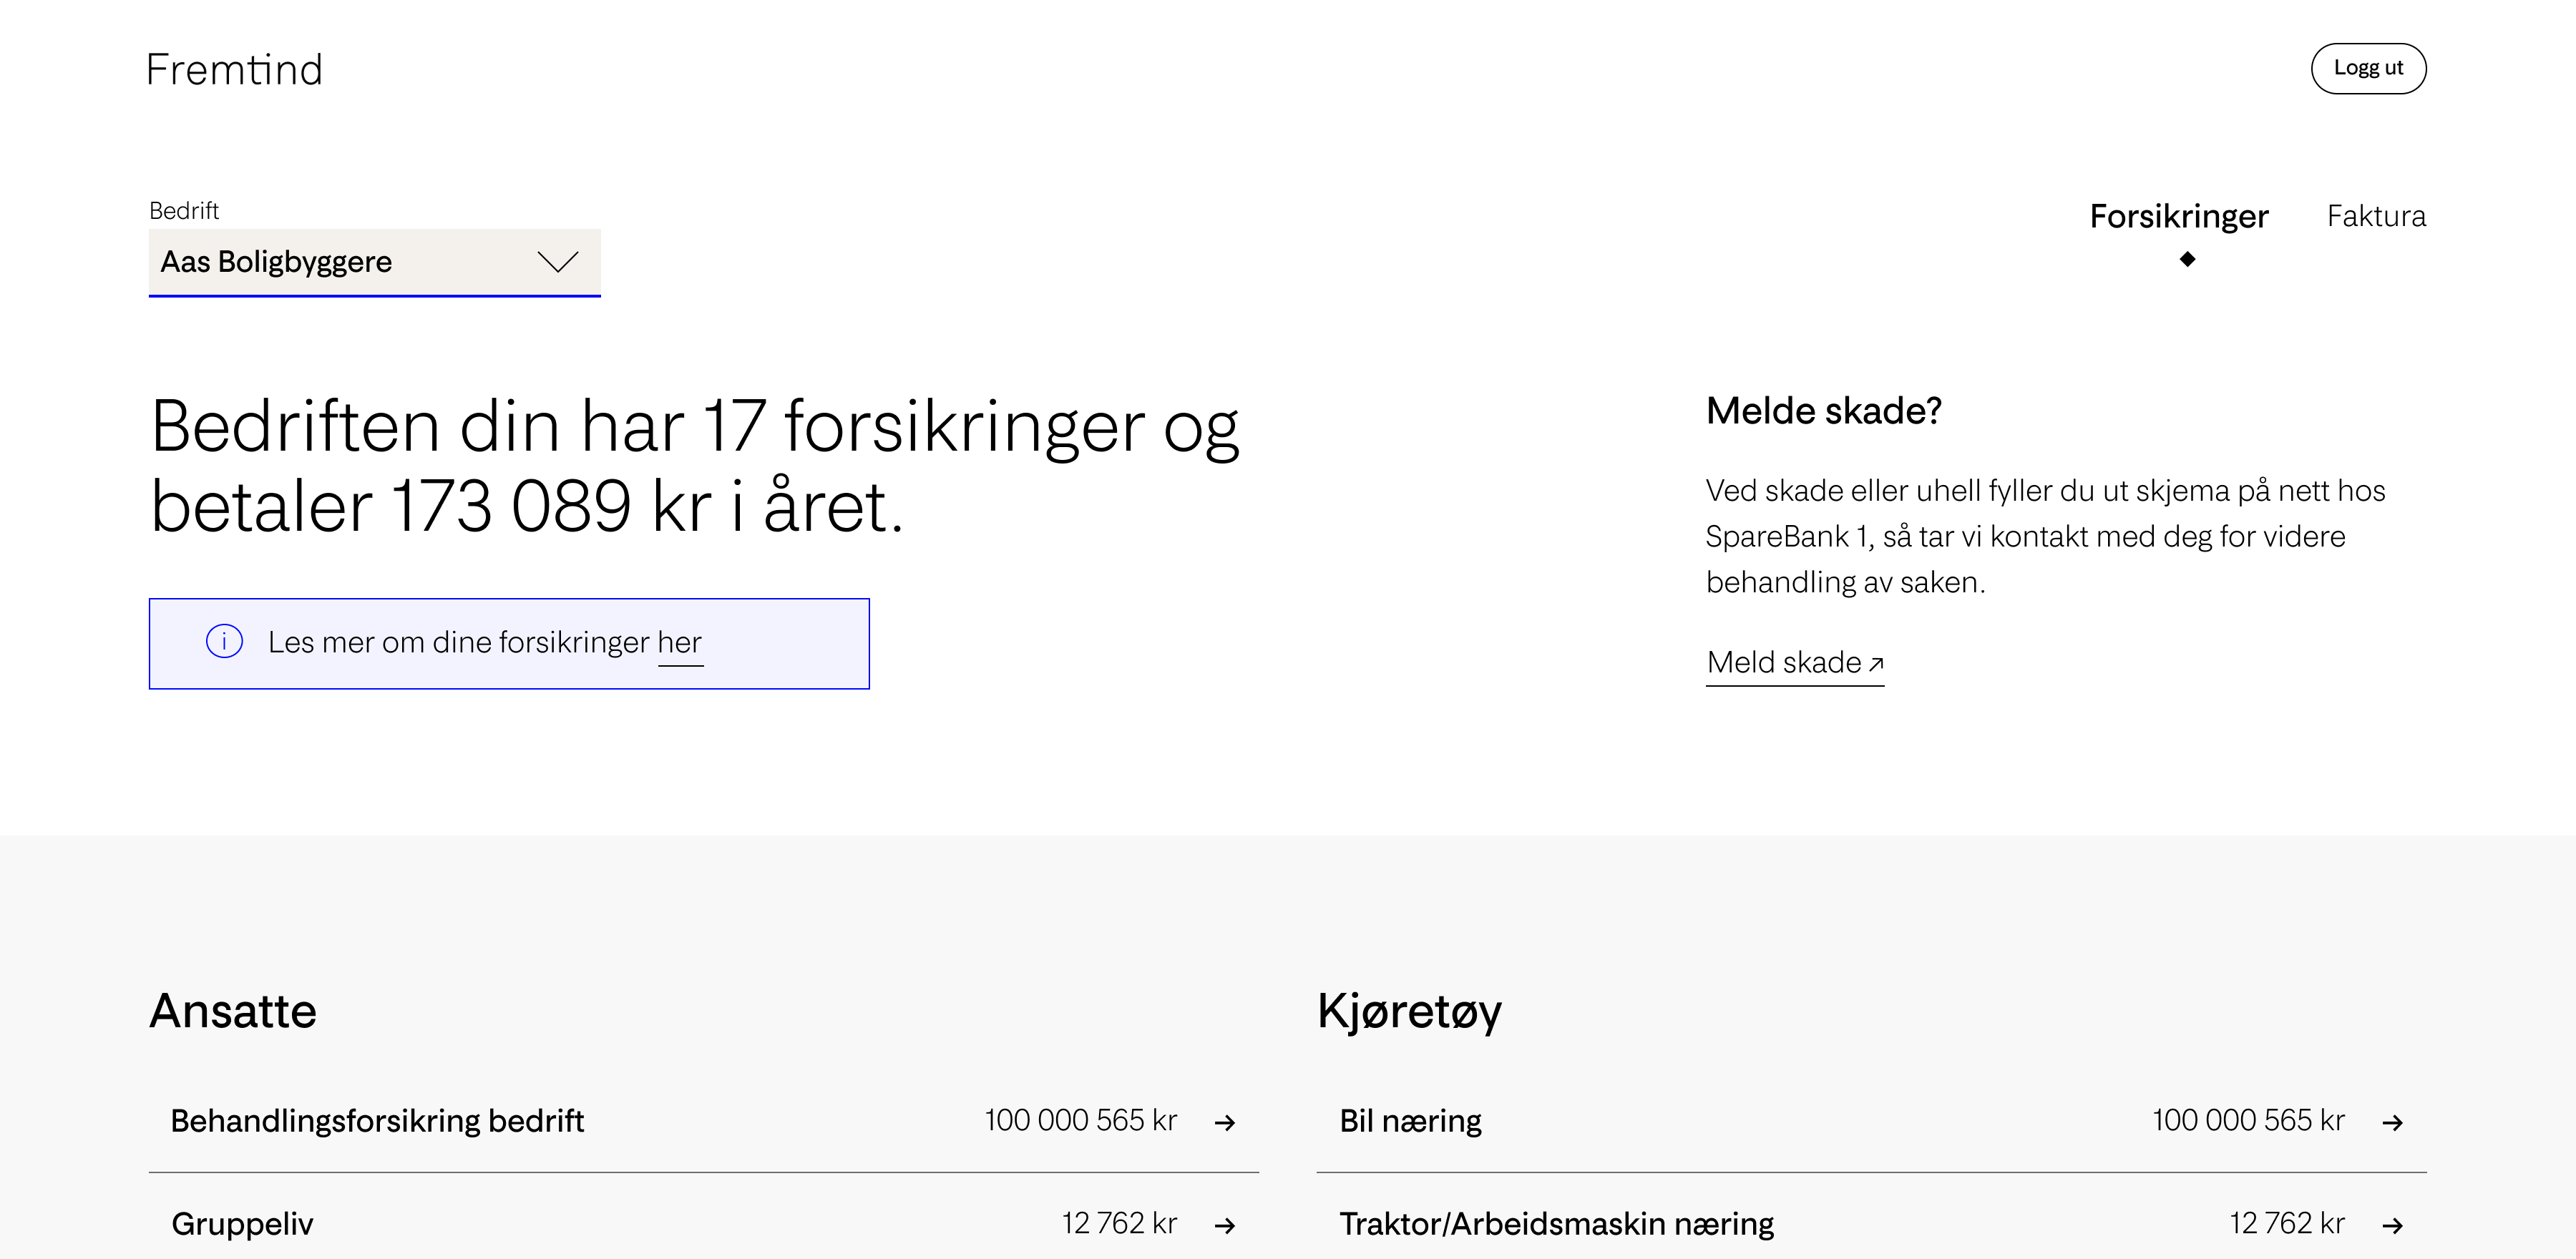 Fremtind
Logg ut
Bedrift
Aas Boligbyggere
Forsikringer
Faktura
Bedriften din har 17 forsikringer og
betaler 173 089 kr i året.
Les mer om dine forsikringer her
Melde skade?
Ved skade eller uhell fyller du ut skjema på nett hos
SpareBank 1, så tar vi kontakt med deg for videre
behandling av saken.
Meld skade ↗
Ansatte
Behandlingsforsikring bedrift 100 000 565 kr →
Gruppeliv 12 762 kr →
Kjøretøy
Bil næring 100 000 565 kr →
Traktor/Arbeidsmaskin næring 12 762 kr →